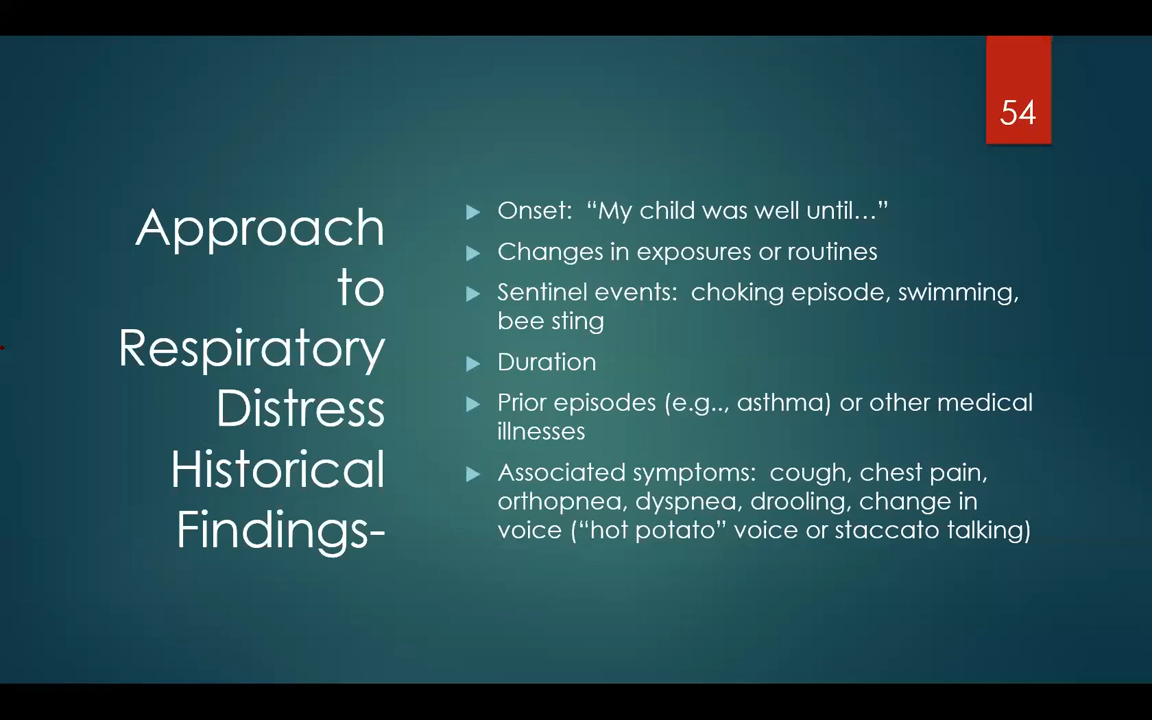 54
Approach
to
Respiratory
Distress
Historical
Findings-
Onset:  “My child was well until…”
Changes in exposures or routines
Sentinel events:  choking episode, swimming,
bee sting
Duration
Prior episodes (e.g.., asthma) or other medical
illnesses
Associated symptoms:  cough, chest pain,
orthopnea, dyspnea, drooling, change in
voice (“hot potato” voice or staccato talking)